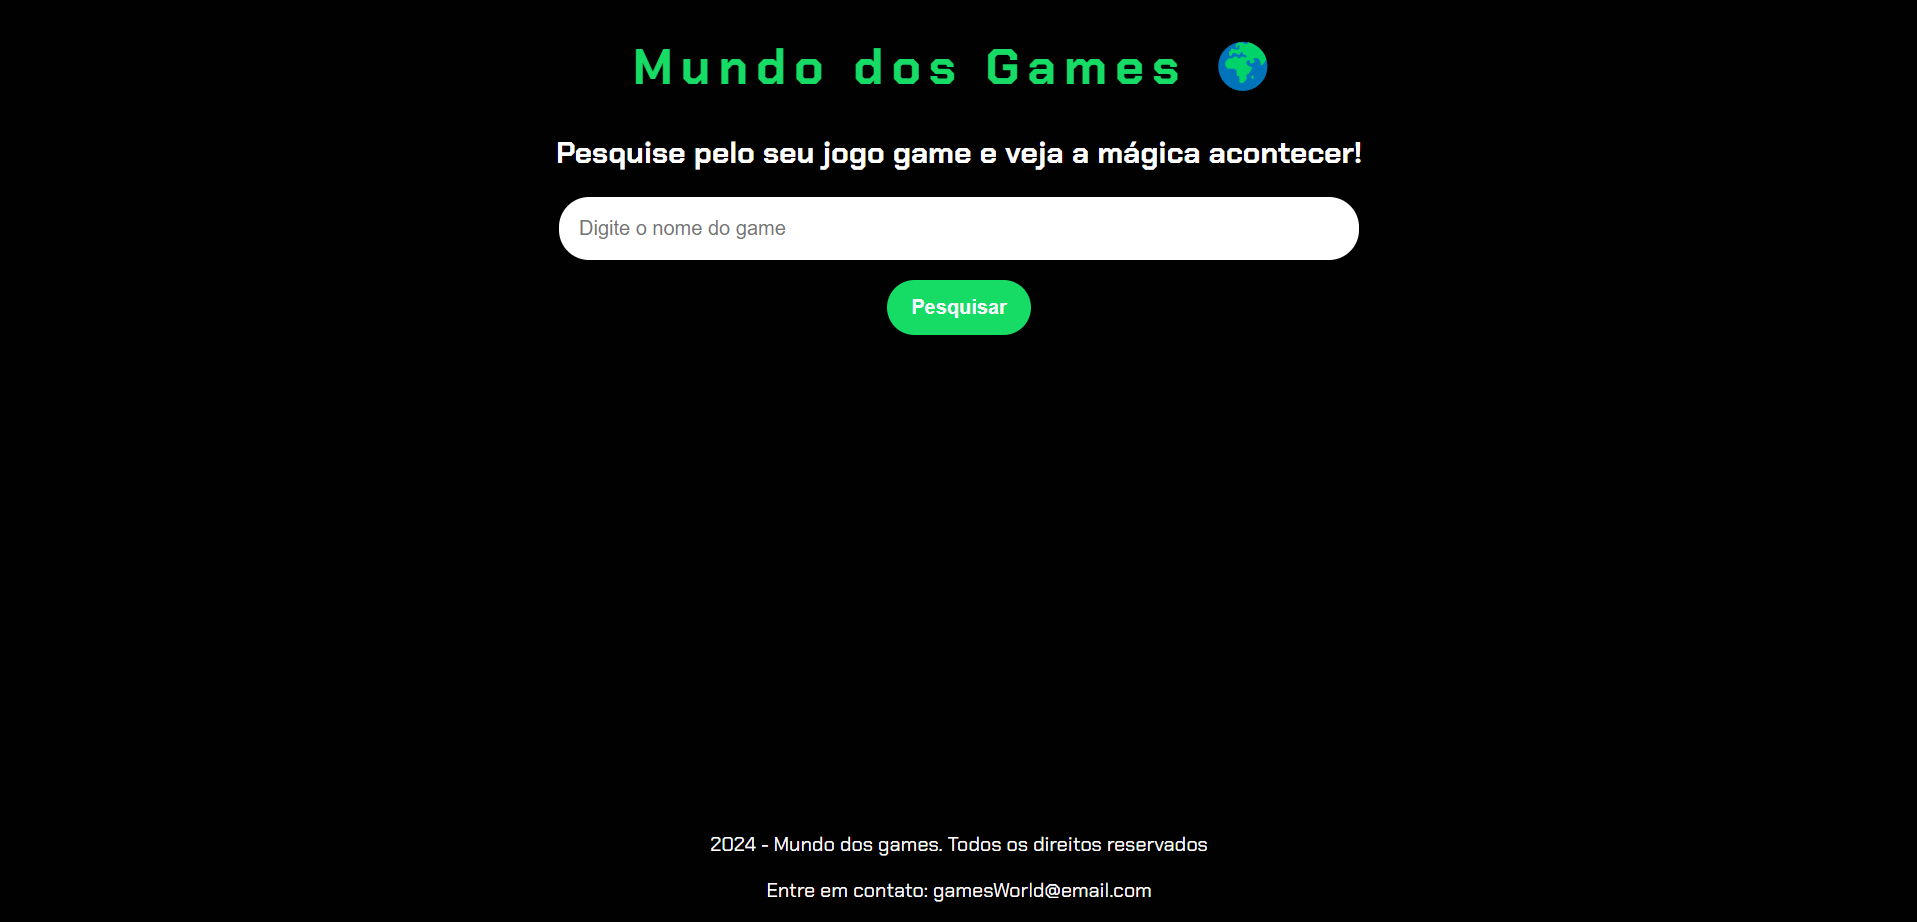 Mundo dos Games 🌍
Pesquise pelo seu jogo game e veja a mágica acontecer!
Digite o nome do game
Pesquisar
2024 - Mundo dos games. Todos os direitos reservados
Entre em contato: gamesWorld@email.com